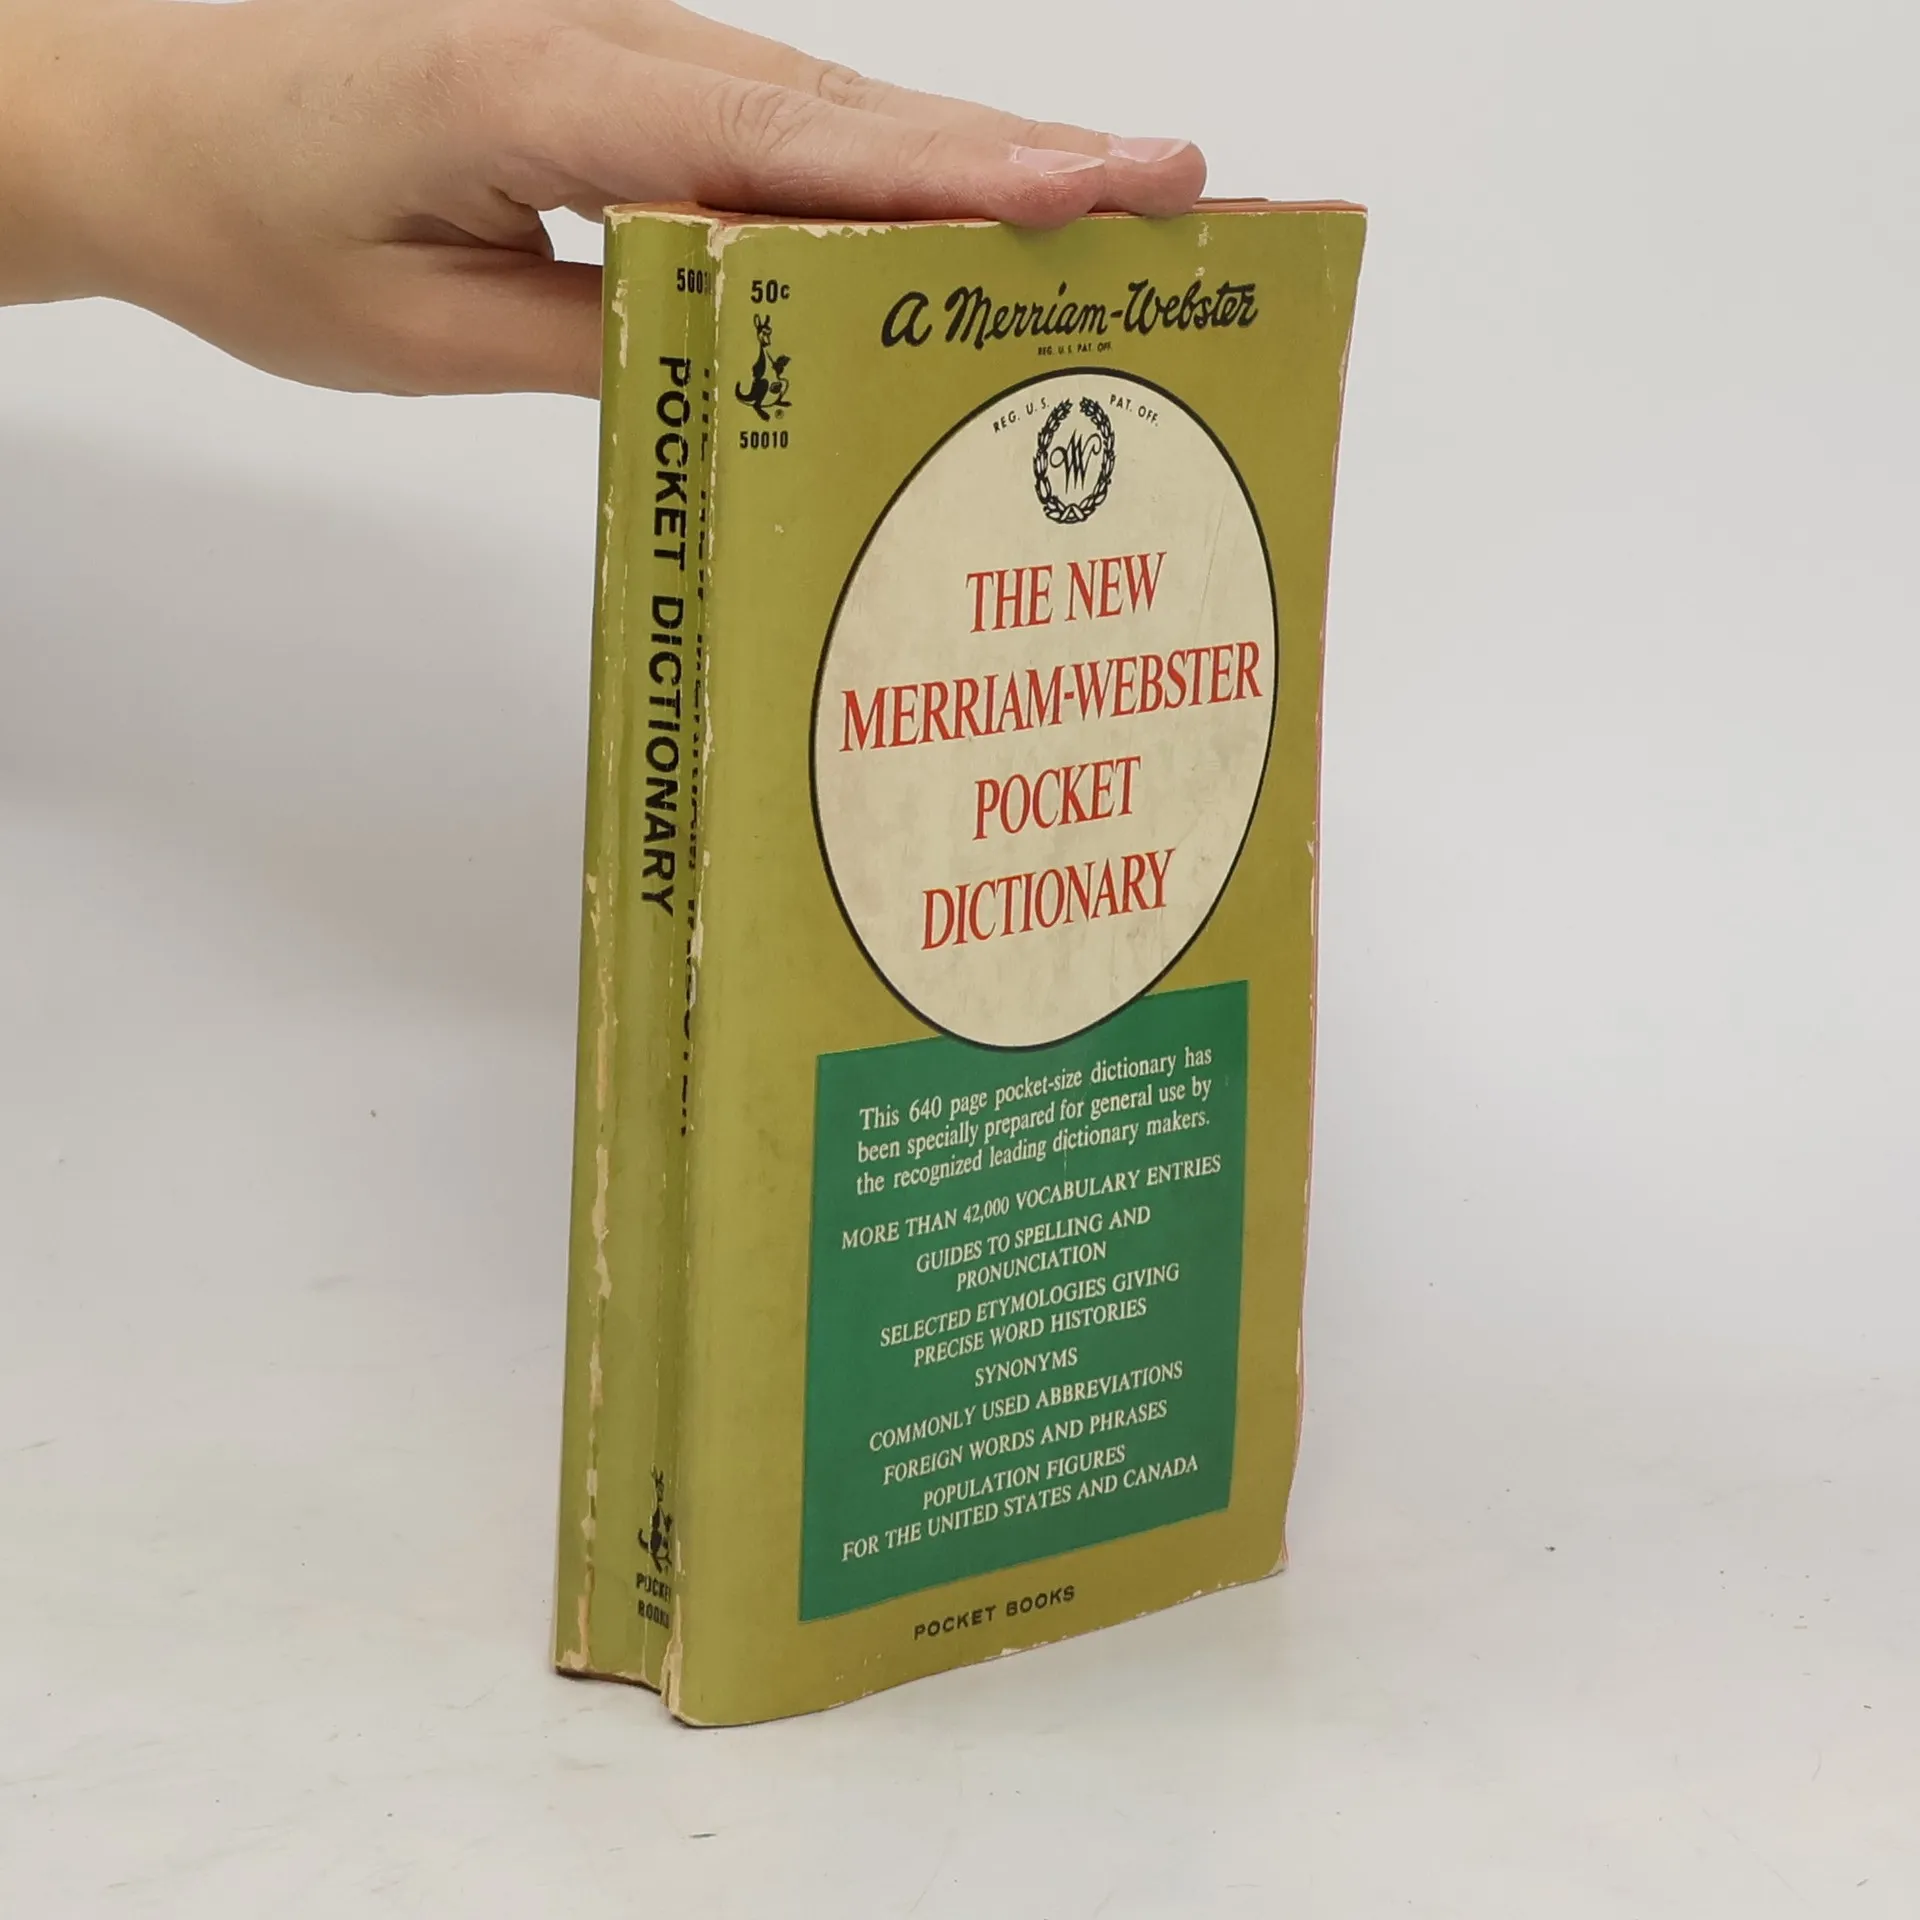 5001
POCKET DICTIONARY
POCKET
BOOKS
50c
50010
A Merriam-Webster
REG. U. S. PAT. OFF.
REG. U. S. PAT. OFF.
W
THE NEW
MERRIAM-WEBSTER
POCKET
DICTIONARY
This 640 page pocket-size dictionary has
been specially prepared for general use by
the recognized leading dictionary makers.
MORE THAN 42,000 VOCABULARY ENTRIES
GUIDES TO SPELLING AND
PRONUNCIATION
SELECTED ETYMOLOGIES GIVING
PRECISE WORD HISTORIES
SYNONYMS
COMMONLY USED ABBREVIATIONS
FOREIGN WORDS AND PHRASES
POPULATION FIGURES
FOR THE UNITED STATES AND CANADA
POCKET BOOKS